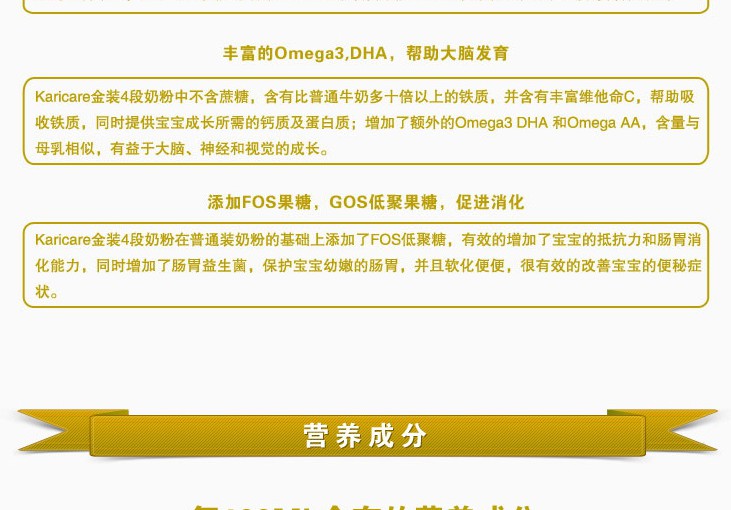 丰富的Omega3,DHA，帮助大脑发育
Karicare金装4段奶粉中不含蔗糖，含有比普通牛奶多十倍以上的铁质，并含有丰富维他命C，帮助吸
收铁质，同时提供宝宝成长所需的钙质及蛋白质；增加了额外的Omega3 DHA 和Omega AA，含量与
母乳相似，有益于大脑、神经和视觉的成长。
添加FOS果糖，GOS低聚果糖，促进消化
Karicare金装4段奶粉在普通装奶粉的基础上添加了FOS低聚糖，有效的增加了宝宝的抵抗力和肠胃消
化能力，同时增加了肠胃益生菌，保护宝宝幼嫩的肠胃，并且软化便便，很有效的改善宝宝的便秘症
状。
营养成分